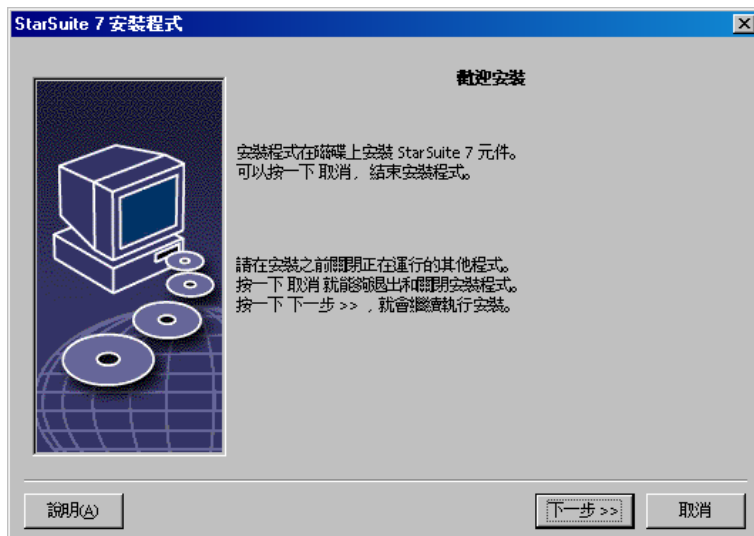 StarSuite 7 安裝程式
歡迎安裝
安裝程式在磁碟上安裝 StarSuite 7 元件。
可以按一下 取消﹐結束安裝程式。
請在安裝之前關閉正在運行的其他程式。
按一下 取消 就能夠退出和關閉安裝程式。
按一下 下一步 >> ﹐就會繼續執行安裝。
說明(A)
下一步 >>
取消